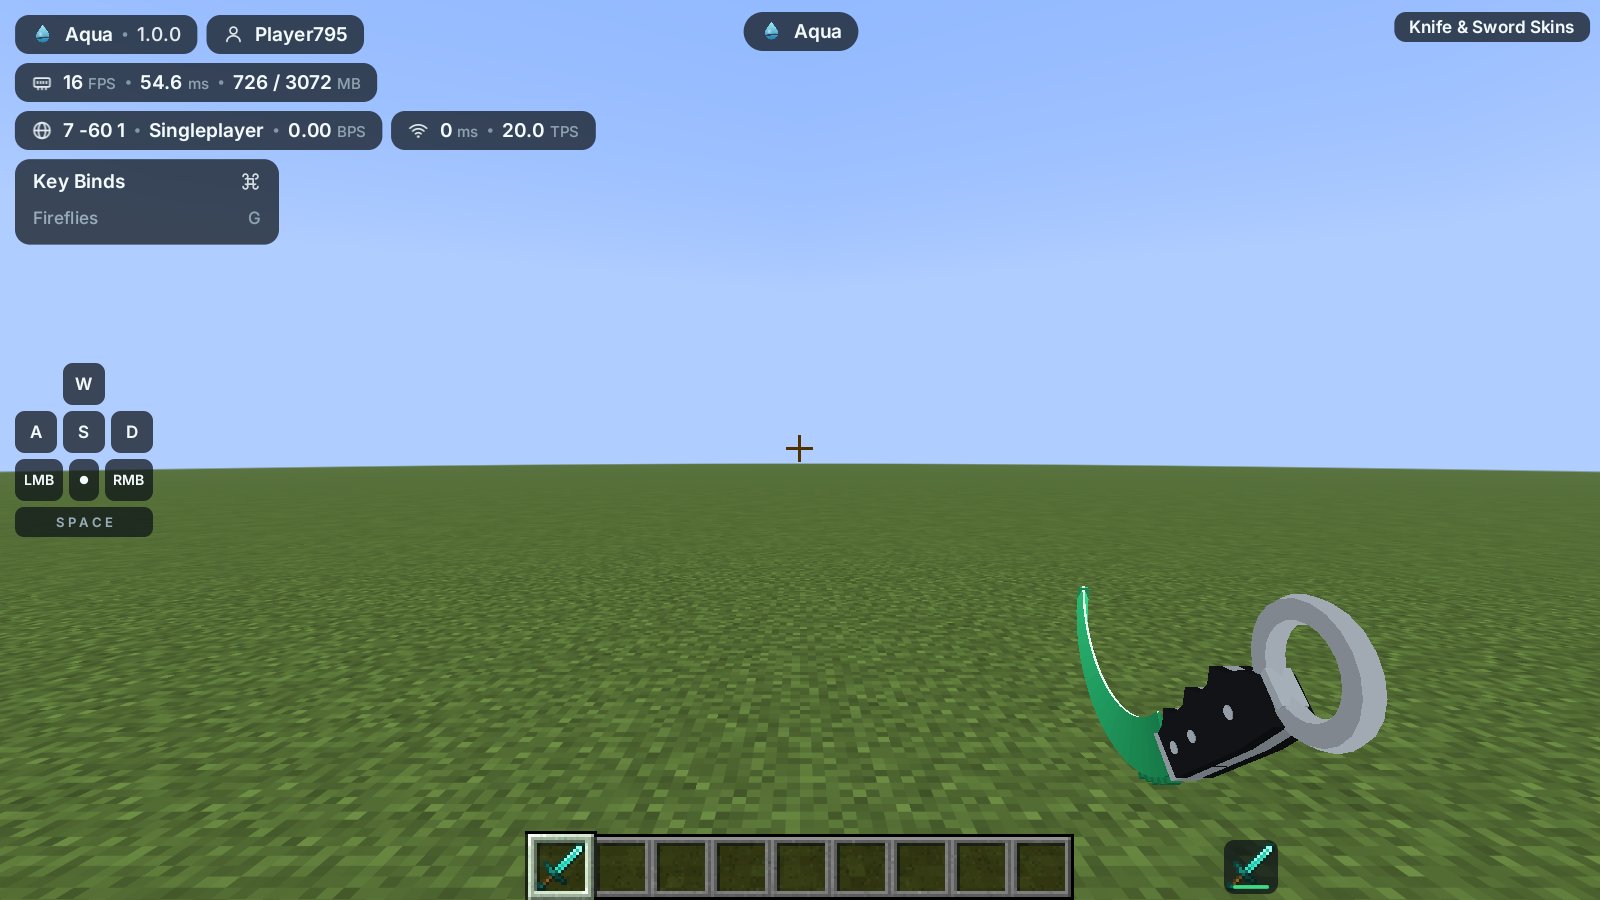 Aqua • 1.0.0
Player795
Aqua
Knife & Sword Skins
16 FPS • 54.6 ms • 726 / 3072 MB
7 -60 1 • Singleplayer • 0.00 BPS
0 ms • 20.0 TPS
Key Binds ⌘
Fireflies G
W
A S D
LMB • RMB
SPACE